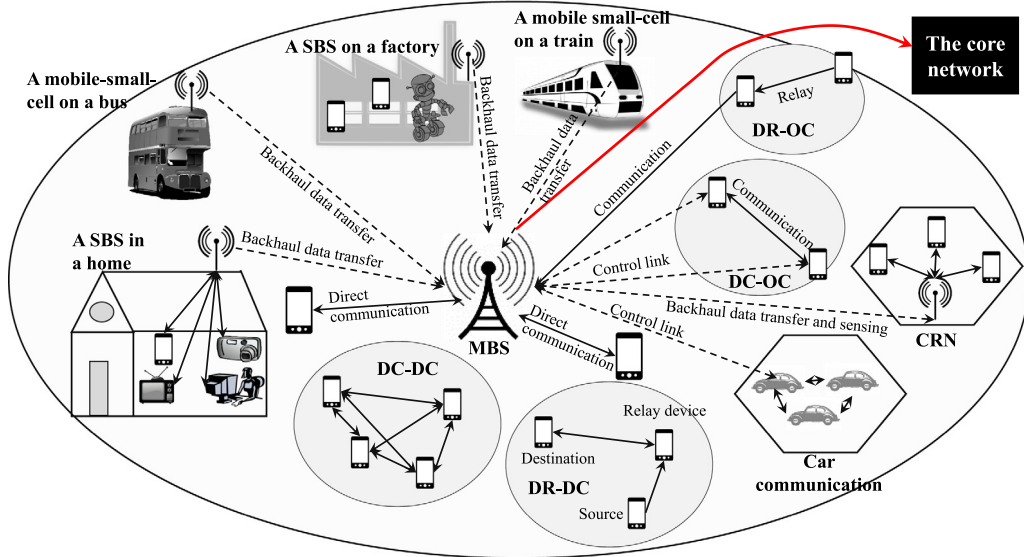 A mobile small-cell
on a train
The core
network
A SBS on a factory
A mobile-small-
cell on a bus
Relay
DR-OC
Backhaul data transfer
Backhaul data transfer
Backhaul data
transfer
Communication
Communication
DC-OC
A SBS in
a home
Backhaul data transfer
Control link
Direct
communication
MBS
Direct
communication
Control link
Backhaul data transfer and sensing
CRN
DC-DC
Relay device
Destination
DR-DC
Source
Car
communication